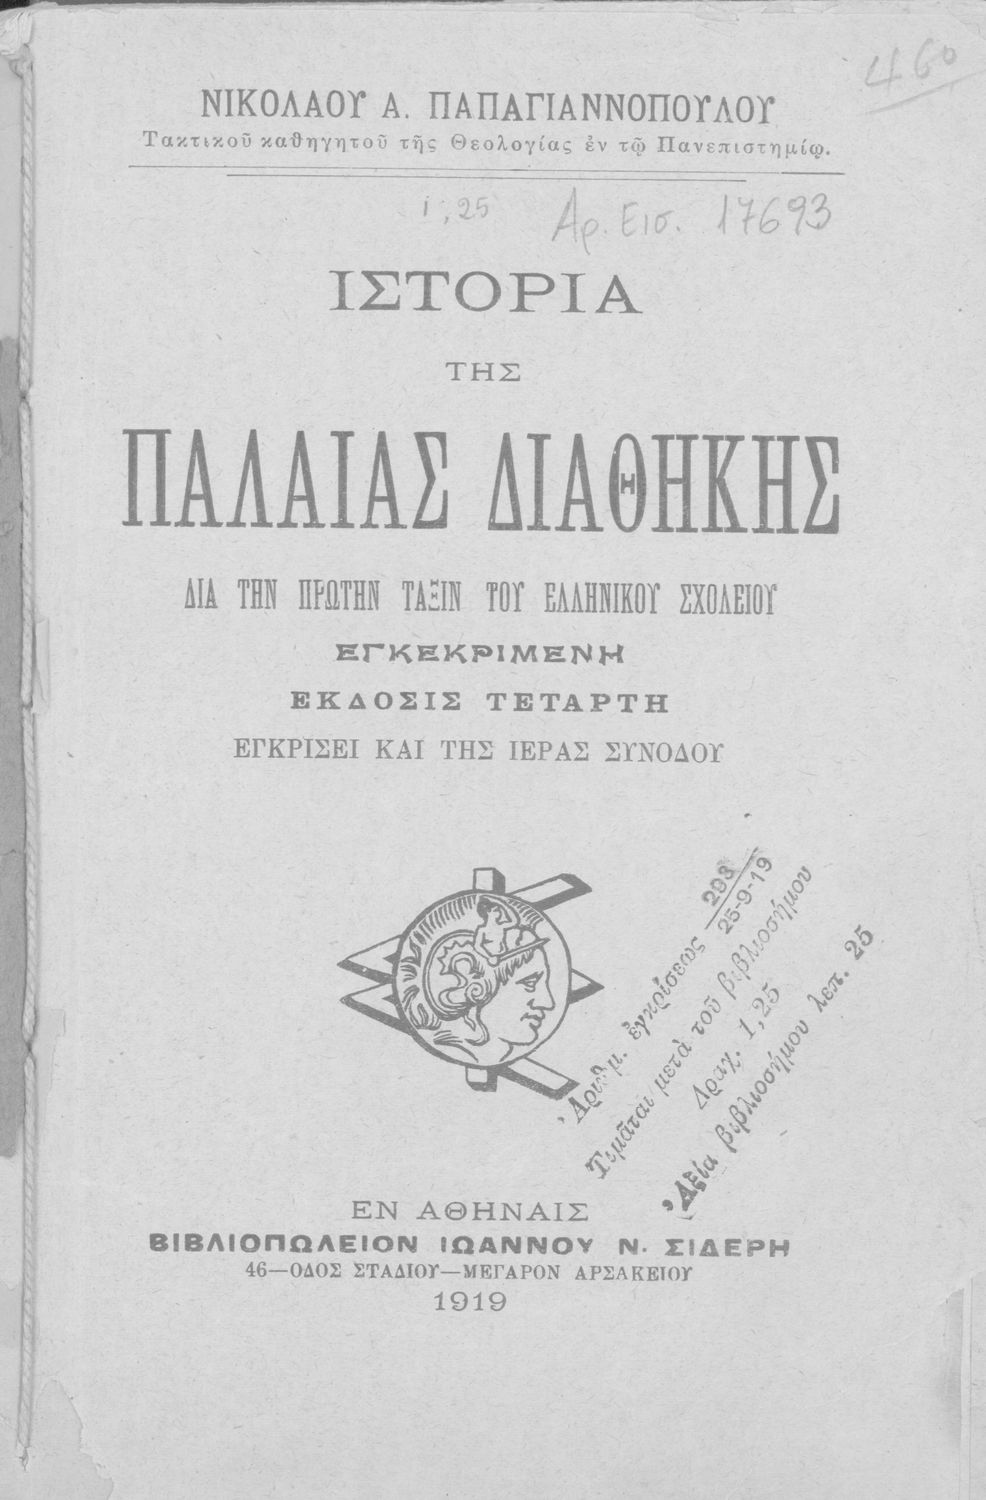 460
ΝΙΚΟΛΑΟΥ Α. ΠΑΠΑΓΙΑΝΝΟΠΟΥΛΟΥ
Τακτικοῦ καθηγητοῦ τῆς Θεολογίας ἐν τῷ Πανεπιστημίῳ.
1,25 Αρ. Εισ. 17693
ΙΣΤΟΡΙΑ
ΤΗΣ
ΠΑΛΑΙΑΣ ΔΙΑΘΗΚΗΣ
ΔΙΑ ΤΗΝ ΠΡΩΤΗΝ ΤΑΞΙΝ ΤΟΥ ΕΛΛΗΝΙΚΟΥ ΣΧΟΛΕΙΟΥ
ΕΓΚΕΚΡΙΜΕΝΗ
ΕΚΔΟΣΙΣ ΤΕΤΑΡΤΗ
ΕΓΚΡΙΣΕΙ ΚΑΙ ΤΗΣ ΙΕΡΑΣ ΣΥΝΟΔΟΥ
Ἀριθμ. ἐγκρίσεως 293
25-9-19
Τιμᾶται μετὰ τοῦ βιβλιοσήμου
Δραχ. 1,25
Ἀξία βιβλιοσήμου λεπ. 25
ΕΝ ΑΘΗΝΑΙΣ
ΒΙΒΛΙΟΠΩΛΕΙΟΝ ΙΩΑΝΝΟΥ Ν. ΣΙΔΕΡΗ
46—ΟΔΟΣ ΣΤΑΔΙΟΥ—ΜΕΓΑΡΟΝ ΑΡΣΑΚΕΙΟΥ
1919